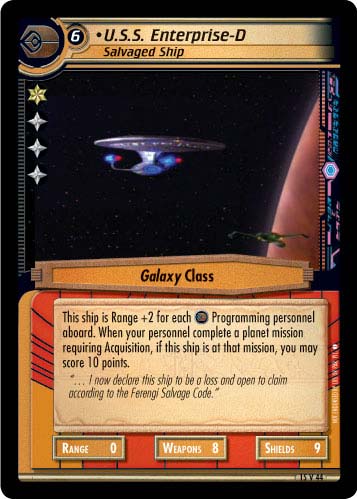 6
•U.S.S. Enterprise-D
Salvaged Ship
Galaxy Class
This ship is Range +2 for each Programming personnel
aboard. When your personnel complete a planet mission
requiring Acquisition, if this ship is at that mission, you may
score 10 points.
“... I now declare this ship to be a loss and open to claim
according to the Ferengi Salvage Code.”
RANGE 0 WEAPONS 8 SHIELDS 9
15 V 44